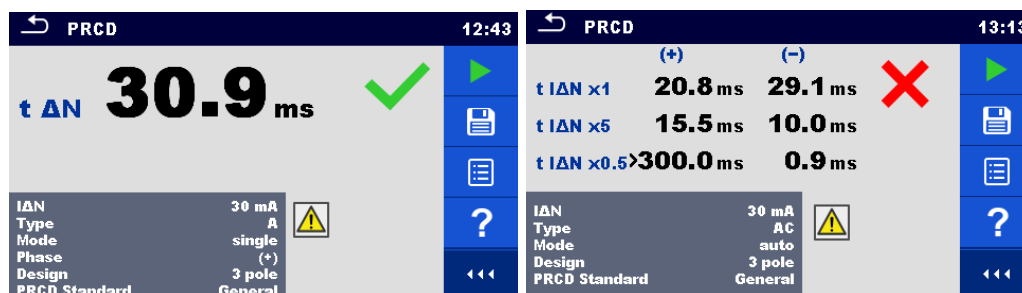 PRCD 12:43
t ΔN 30.9 ms
IΔN 30 mA
Type A
Mode single
Phase (+)
Design 3 pole
PRCD Standard General
?
PRCD 13:13
(+) (-)
t IΔN x1 20.8 ms 29.1 ms
t IΔN x5 15.5 ms 10.0 ms
t IΔN x0.5 >300.0 ms 0.9 ms
IΔN 30 mA
Type AC
Mode auto
Design 3 pole
PRCD Standard General
?